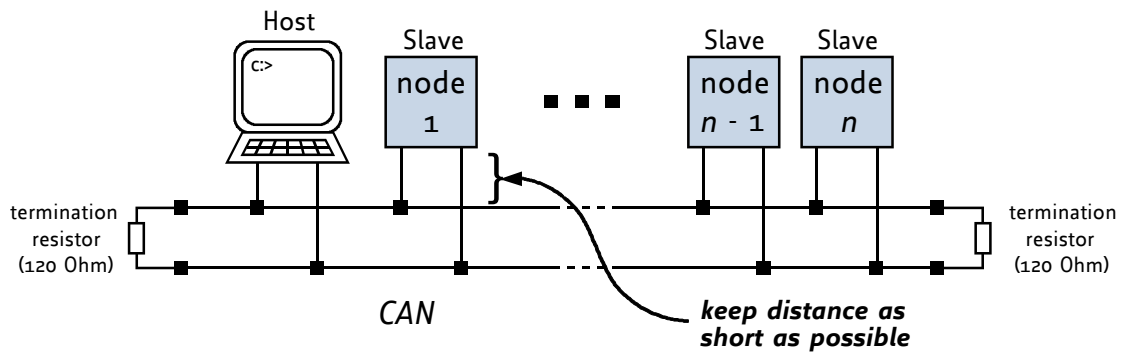 Host
C:>
Slave
node
1
Slave
node
n - 1
Slave
node
n
termination
resistor
(120 Ohm)
termination
resistor
(120 Ohm)
CAN
keep distance as
short as possible